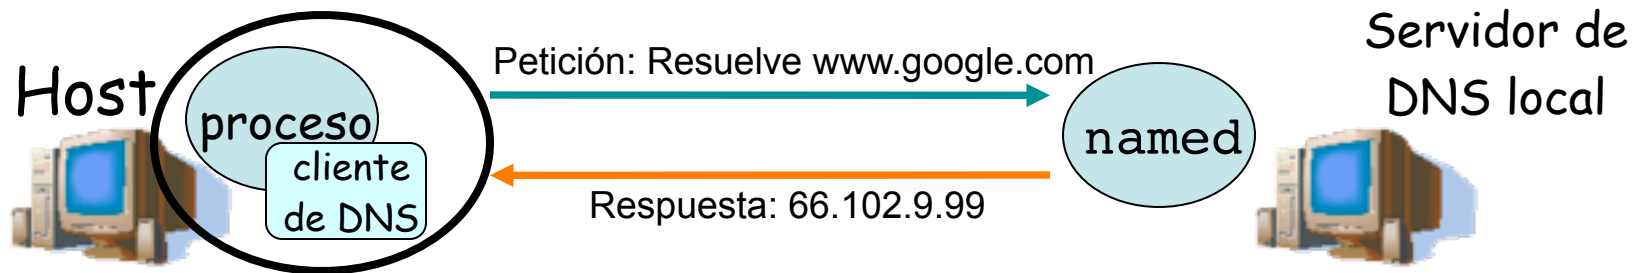 Host
proceso
cliente
de DNS
Petición: Resuelve www.google.com
Respuesta: 66.102.9.99
named
Servidor de
DNS local